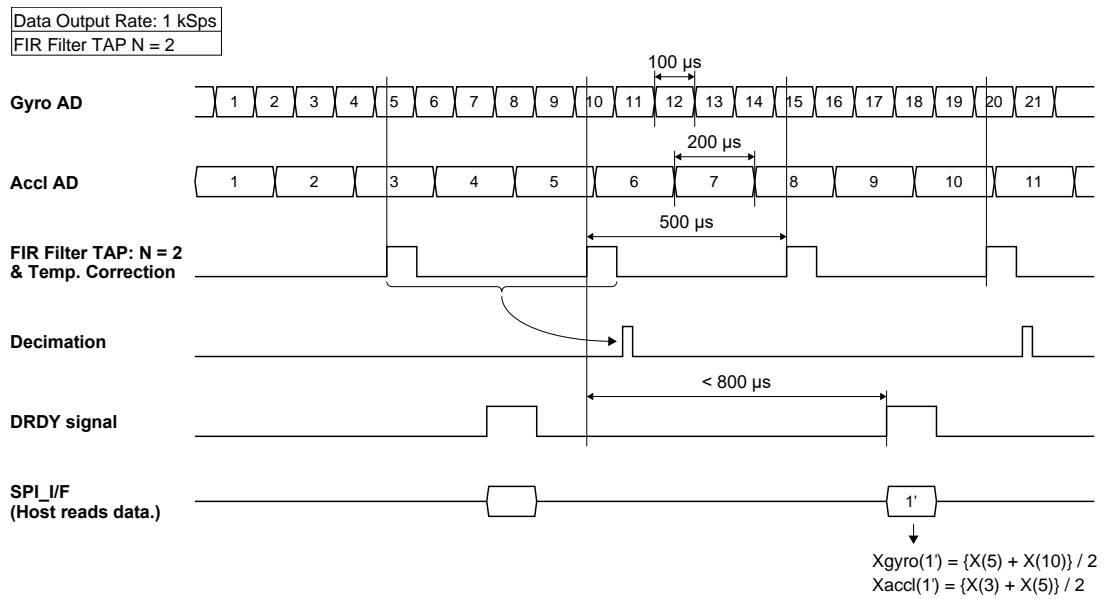 Data Output Rate: 1 kSps
FIR Filter TAP N = 2
100 µs
Gyro AD
1 2 3 4 5 6 7 8 9 10 11 12 13 14 15 16 17 18 19 20 21
200 µs
Accl AD
1 2 3 4 5 6 7 8 9 10 11
500 µs
FIR Filter TAP: N = 2
& Temp. Correction
Decimation
< 800 µs
DRDY signal
SPI_I/F
(Host reads data.)
1'
Xgyro(1') = {X(5) + X(10)} / 2
Xaccl(1') = {X(3) + X(5)} / 2